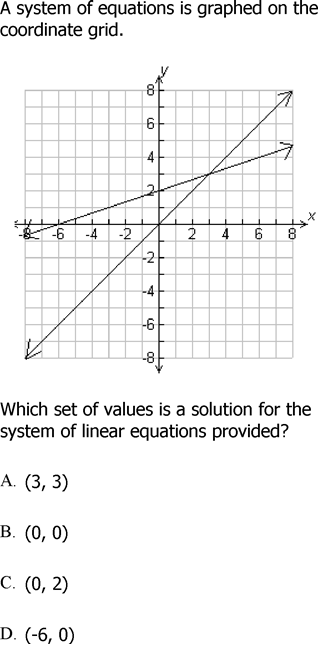 A system of equations is graphed on the
coordinate grid.
y
8
6
4
2
-8 -6 -4 -2 2 4 6 8 x
-2
-4
-6
-8
Which set of values is a solution for the
system of linear equations provided?
A. (3, 3)
B. (0, 0)
C. (0, 2)
D. (-6, 0)